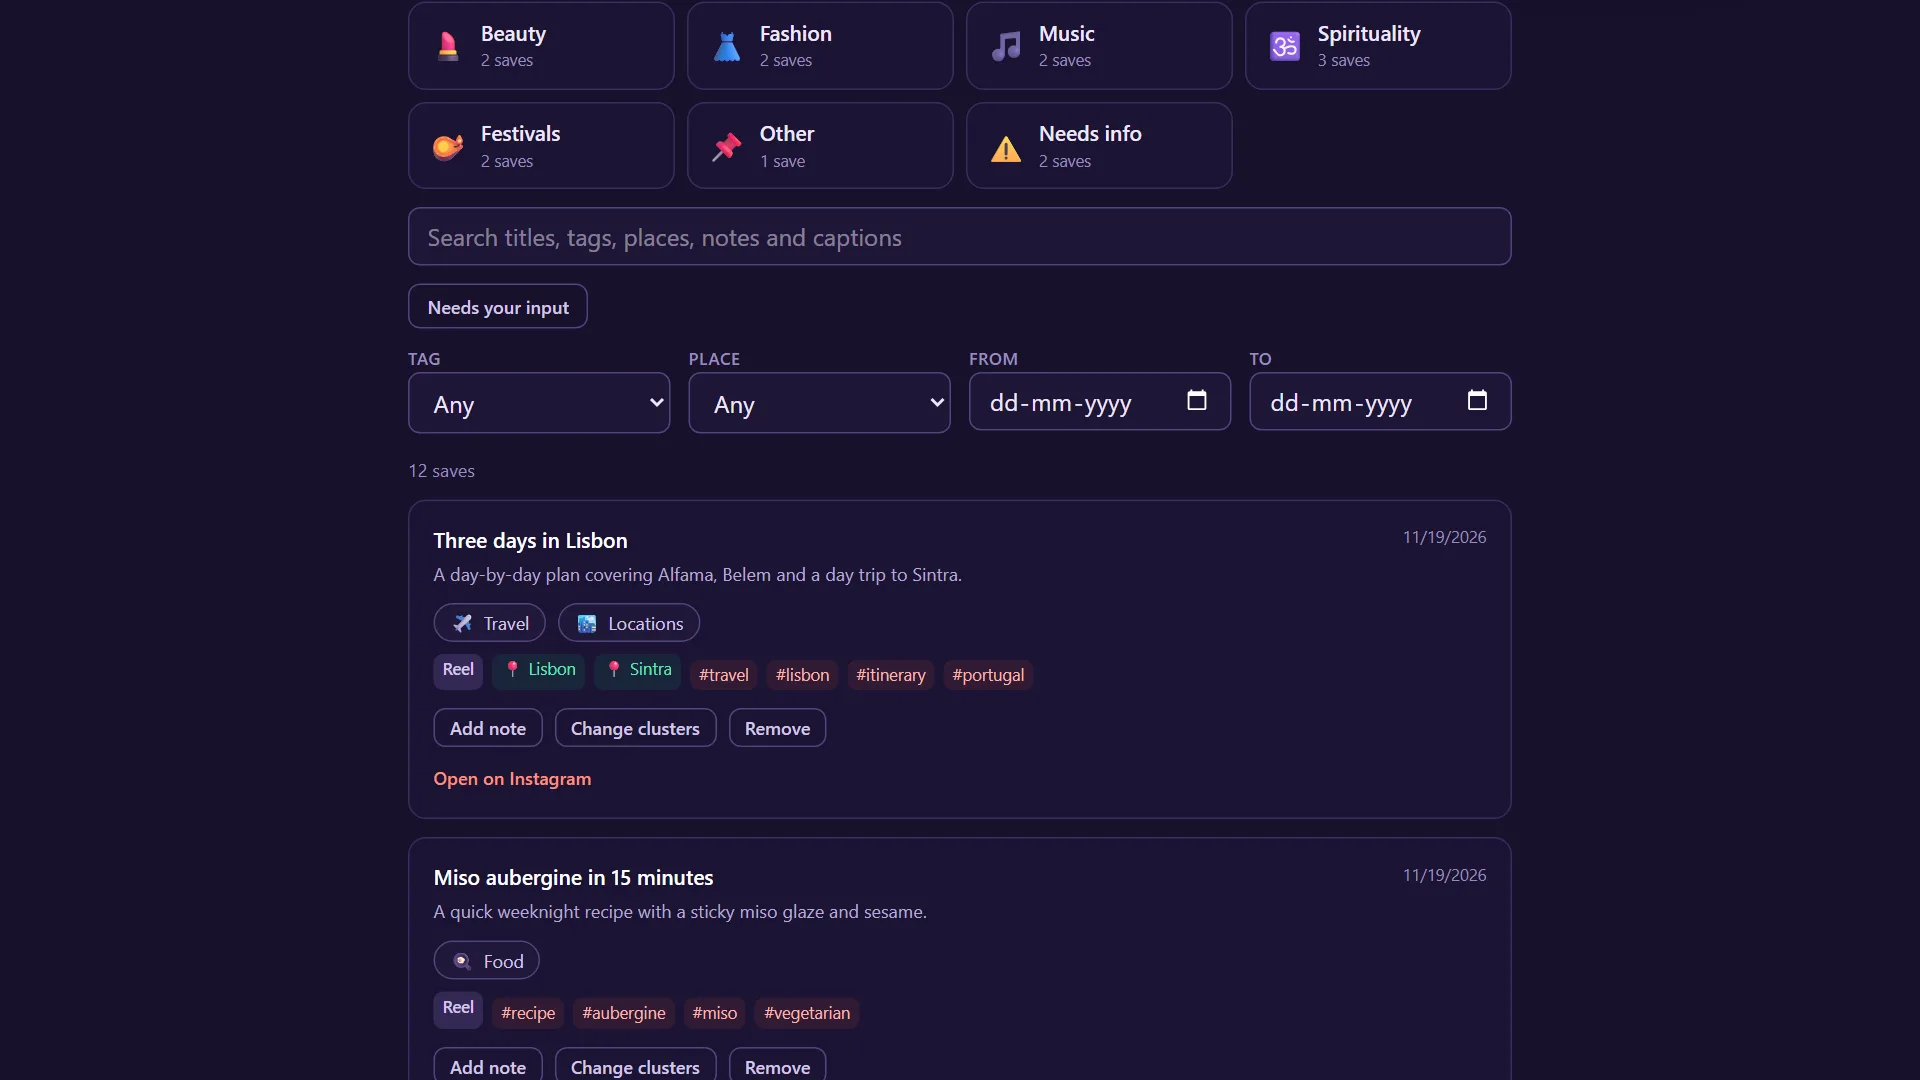 Beauty
2 saves
Fashion
2 saves
Music
2 saves
Spirituality
3 saves
Festivals
2 saves
Other
1 save
Needs info
2 saves
Search titles, tags, places, notes and captions
Needs your input
TAG
PLACE
FROM
TO
Any
Any
dd-mm-yyyy
dd-mm-yyyy
12 saves
Three days in Lisbon
11/19/2026
A day-by-day plan covering Alfama, Belem and a day trip to Sintra.
Travel
Locations
Reel Lisbon Sintra #travel #lisbon #itinerary #portugal
Add note
Change clusters
Remove
Open on Instagram
Miso aubergine in 15 minutes
11/19/2026
A quick weeknight recipe with a sticky miso glaze and sesame.
Food
Reel #recipe #aubergine #miso #vegetarian
Add note
Change clusters
Remove